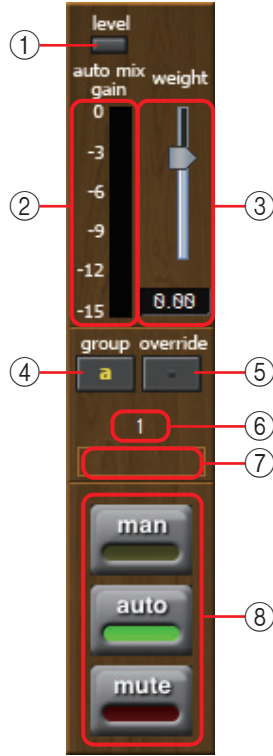 level
①
auto mix gain
weight
0
-3
-6
-9
-12
-15
②
③
0.00
group
override
④
a
-
⑤
1
⑥
⑦
man
auto
⑧
mute